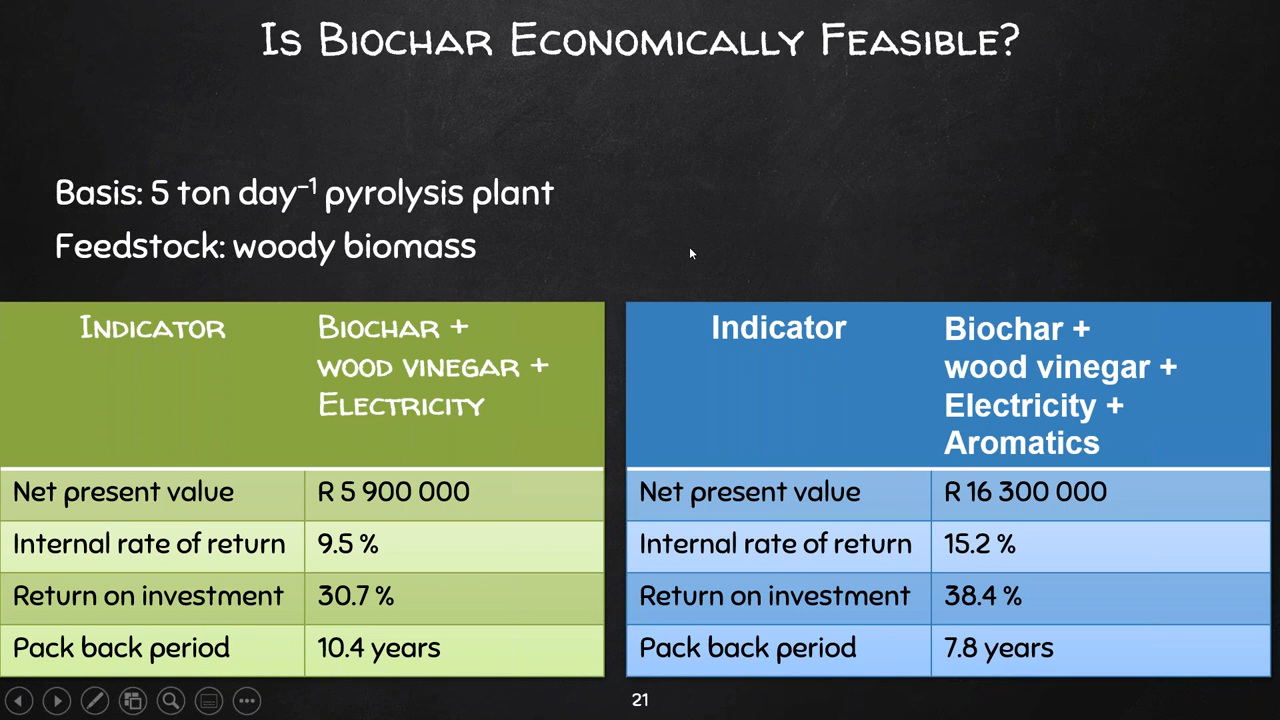 Is Biochar Economically Feasible?
Basis: 5 ton day⁻¹ pyrolysis plant
Feedstock: woody biomass
Indicator
Biochar +
wood vinegar +
Electricity
Net present value R 5 900 000
Internal rate of return 9.5 %
Return on investment 30.7 %
Pack back period 10.4 years
Indicator
Biochar +
wood vinegar +
Electricity +
Aromatics
Net present value R 16 300 000
Internal rate of return 15.2 %
Return on investment 38.4 %
Pack back period 7.8 years
21